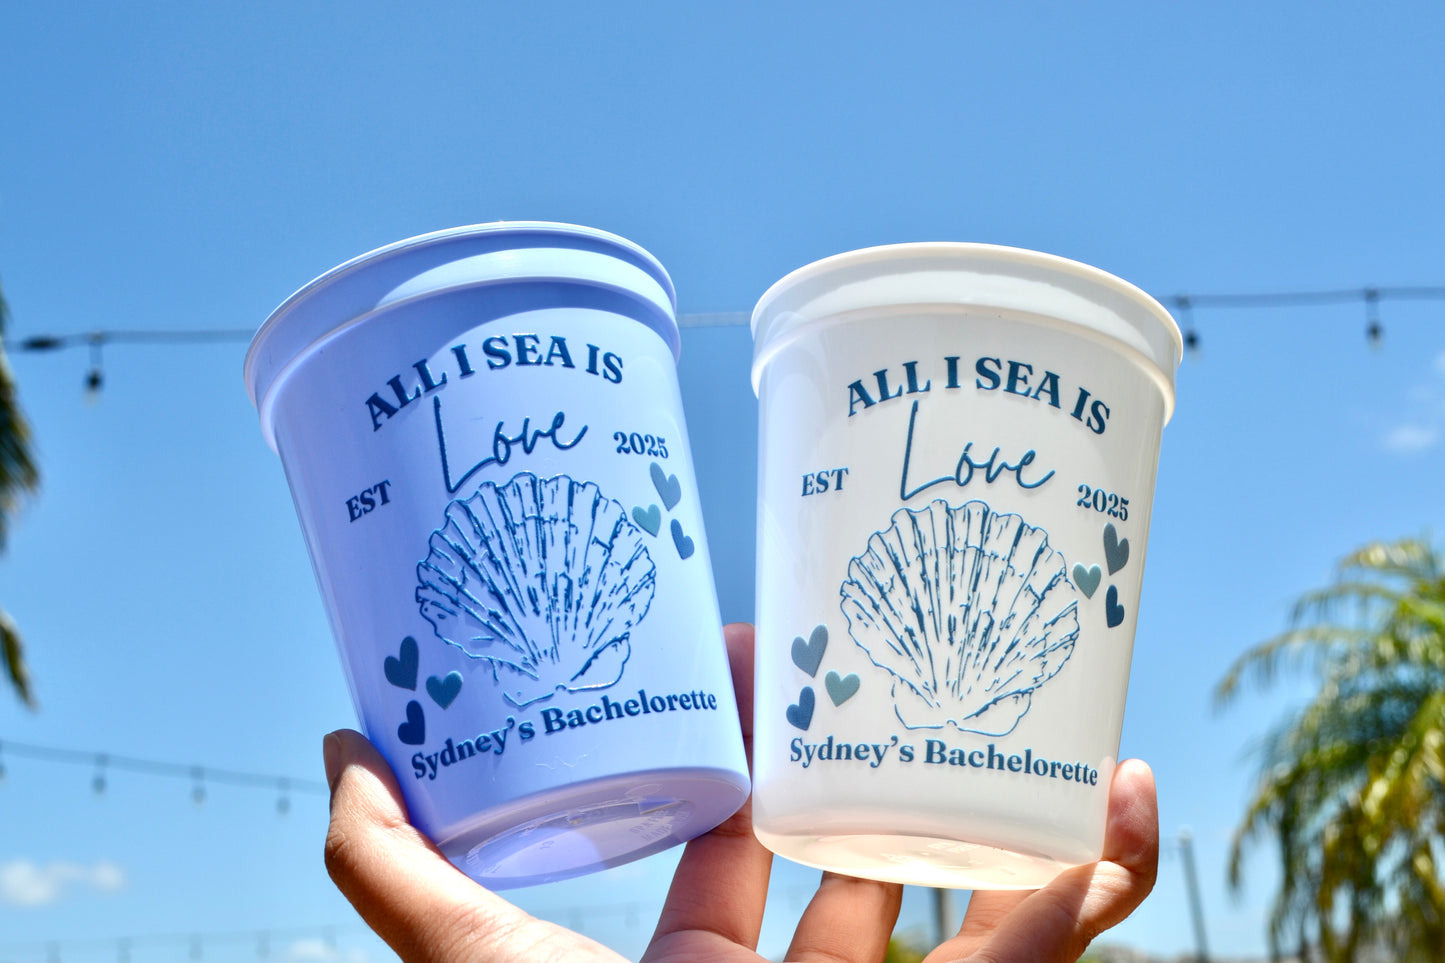 ALL I SEA IS
Love
EST 2025
Sydney's Bachelorette
ALL I SEA IS
Love
EST 2025
Sydney's Bachelorette